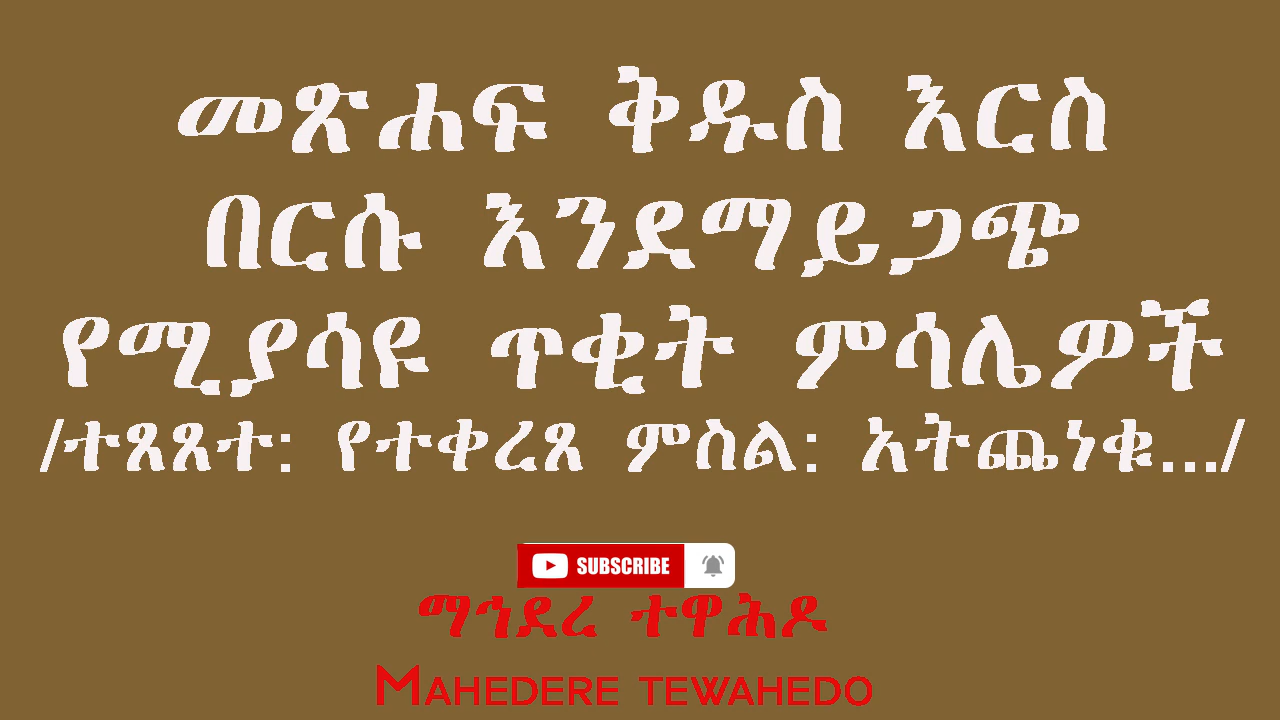 መጽሐፍ ቅዱስ እርስ
በርሱ እንደማይጋጭ
የሚያሳዩ ጥቂት ምሳሌዎች
/ተጸጸተ: የተቀረጸ ምስል: አትጨነቁ.../
SUBSCRIBE
ማኅደረ ተዋሕዶ
MAHEDERE TEWAHEDO